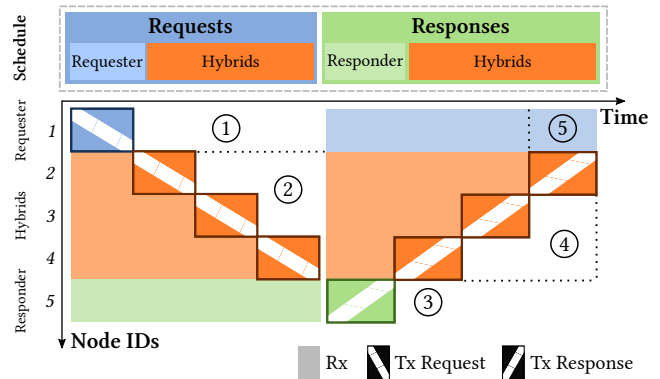 Schedule
Requests
Responses
Requester
Hybrids
Responder
Hybrids
Time
Requester
Hybrids
Responder
1
2
3
4
5
①
②
③
④
⑤
Node IDs
Rx
Tx Request
Tx Response